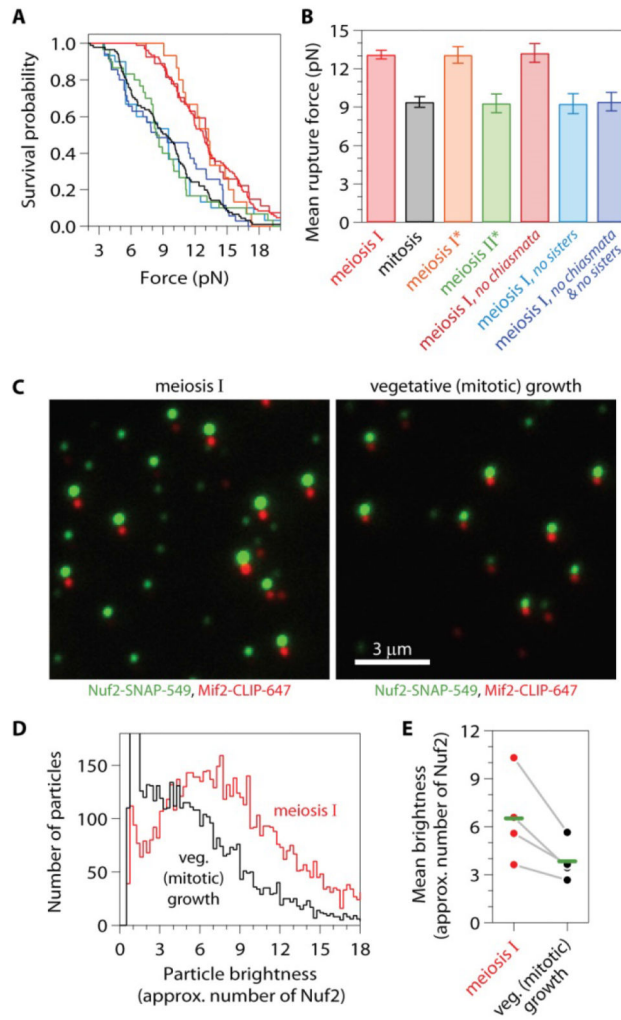 A
Survival probability
1.0
0.8
0.6
0.4
0.2
0.0
3 6 9 12 15 18
Force (pN)
B
Mean rupture force (pN)
15
12
9
6
3
0
meiosis I
mitosis
meiosis I*
meiosis II*
meiosis I, no chiasmata
meiosis I, no sisters
meiosis I, no chiasmata
& no sisters
C
meiosis I
vegetative (mitotic) growth
3 μm
Nuf2-SNAP-549, Mif2-CLIP-647
Nuf2-SNAP-549, Mif2-CLIP-647
D
Number of particles
150
100
50
0
meiosis I
veg.
(mitotic)
growth
0 3 6 9 12 15 18
Particle brightness
(approx. number of Nuf2)
E
Mean brightness
(approx. number of Nuf2)
12
9
6
3
0
meiosis I
veg. (mitotic)
growth